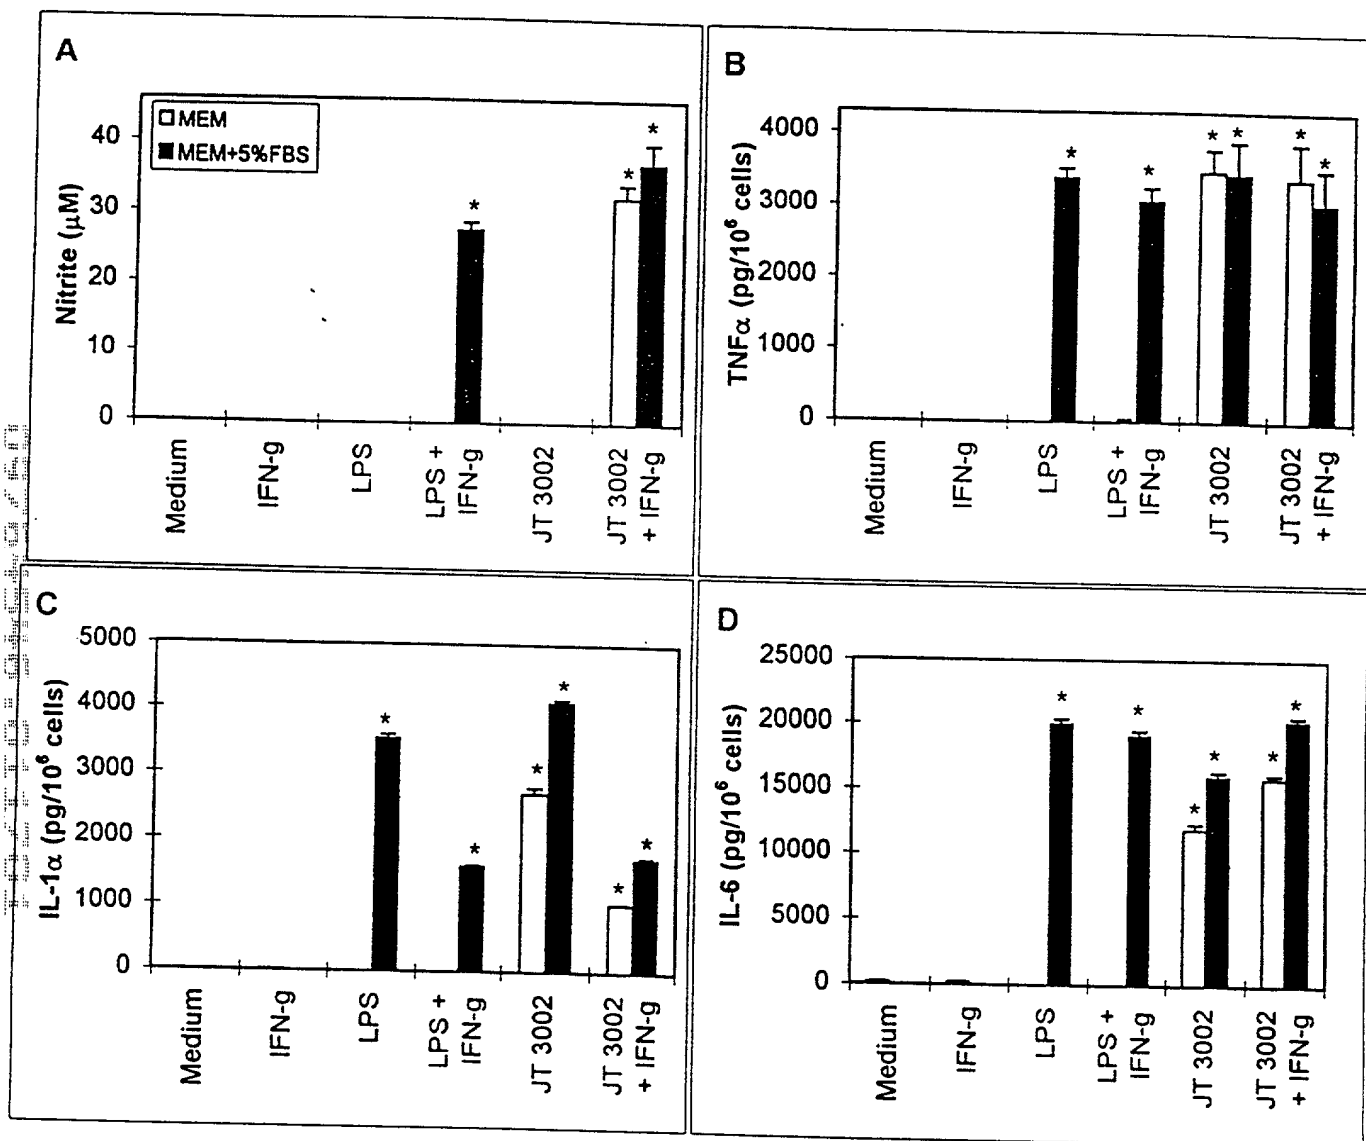 A
Nitrite (µM)
40
30
20
10
0
MEM
MEM+5%FBS
*
*
*
Medium
IFN-g
LPS
LPS +
IFN-g
JT 3002
JT 3002
+ IFN-g
B
TNFα (pg/10⁶ cells)
4000
3000
2000
1000
0
*
*
*
*
*
*
Medium
IFN-g
LPS
LPS +
IFN-g
JT 3002
JT 3002
+ IFN-g
C
IL-1α (pg/10⁶ cells)
5000
4000
3000
2000
1000
0
*
*
*
*
*
*
Medium
IFN-g
LPS
LPS +
IFN-g
JT 3002
JT 3002
+ IFN-g
D
IL-6 (pg/10⁶ cells)
25000
20000
15000
10000
5000
0
*
*
*
*
*
*
Medium
IFN-g
LPS
LPS +
IFN-g
JT 3002
JT 3002
+ IFN-g